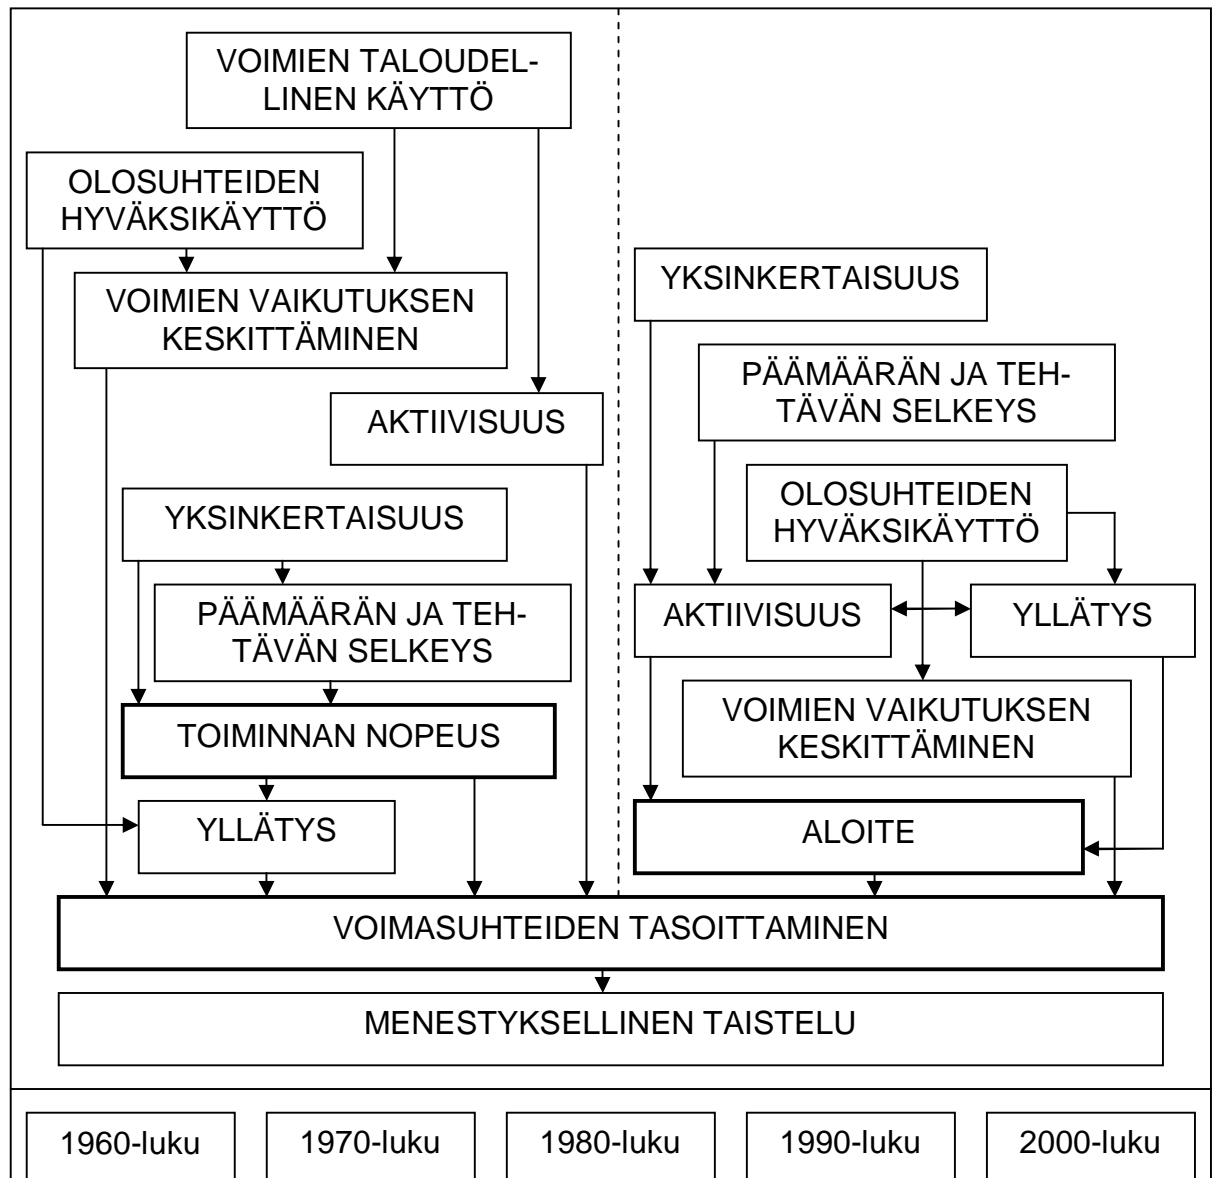 VOIMIEN TALOUDEL-
LINEN KÄYTTÖ
OLOSUHTEIDEN
HYVÄKSIKÄYTTÖ
VOIMIEN VAIKUTUKSEN
KESKITTÄMINEN
AKTIIVISUUS
YKSINKERTAISUUS
PÄÄMÄÄRÄN JA TEH-
TÄVÄN SELKEYS
TOIMINNAN NOPEUS
YLLÄTYS
YKSINKERTAISUUS
PÄÄMÄÄRÄN JA TEH-
TÄVÄN SELKEYS
OLOSUHTEIDEN
HYVÄKSIKÄYTTÖ
AKTIIVISUUS
YLLÄTYS
VOIMIEN VAIKUTUKSEN
KESKITTÄMINEN
ALOITE
VOIMASUHTEIDEN TASOITTAMINEN
MENESTYKSELLINEN TAISTELU
1960-luku
1970-luku
1980-luku
1990-luku
2000-luku